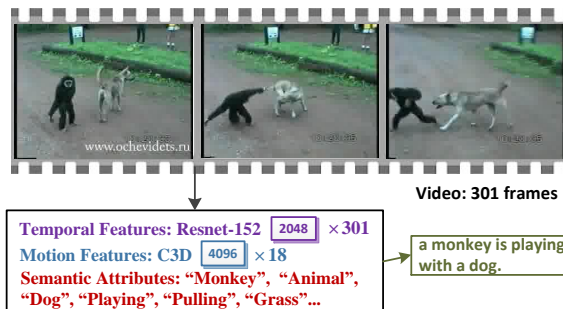 www.ochevidets.ru
Video: 301 frames
Temporal Features: Resnet-152 2048 ×301
Motion Features: C3D 4096 ×18
Semantic Attributes: “Monkey”, “Animal”,
“Dog”, “Playing”, “Pulling”, “Grass”...
a monkey is playing
with a dog.